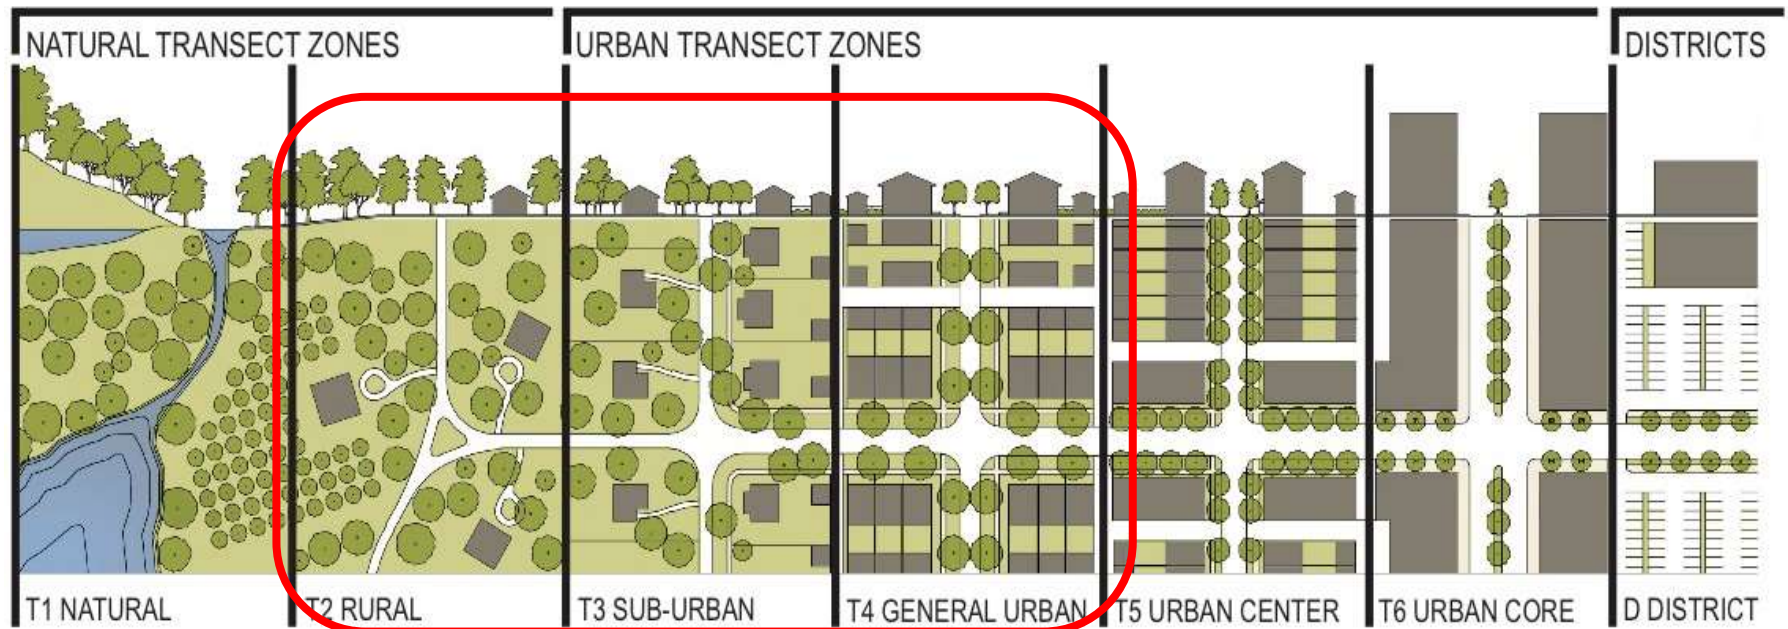 NATURAL TRANSECT ZONES
URBAN TRANSECT ZONES
DISTRICTS
T1 NATURAL
T2 RURAL
T3 SUB-URBAN
T4 GENERAL URBAN
T5 URBAN CENTER
T6 URBAN CORE
D DISTRICT